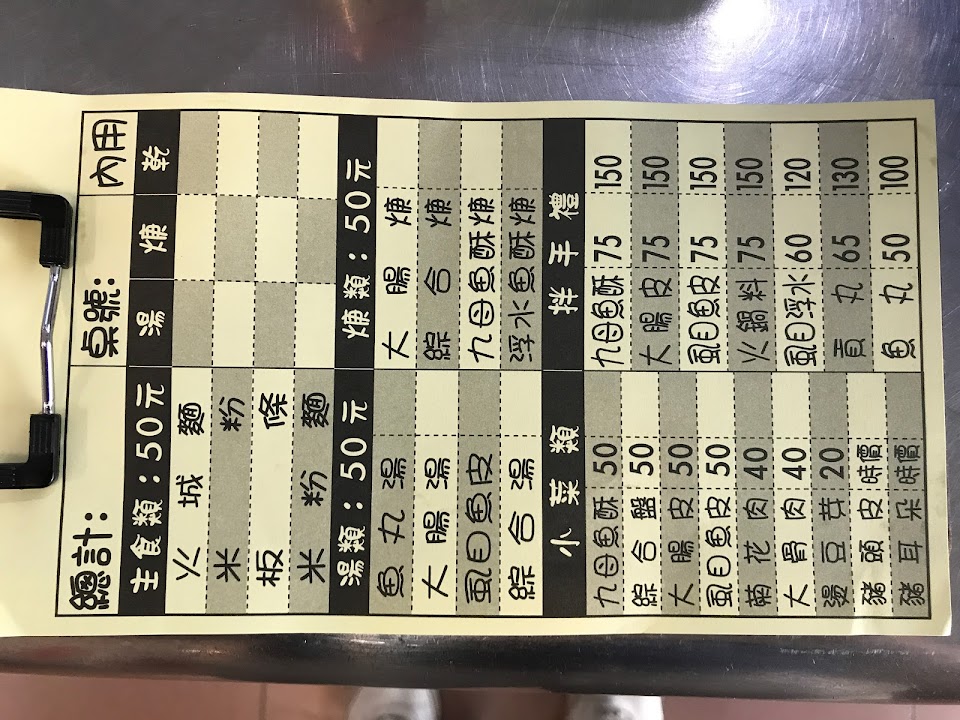 總計: 桌號: 內用
主食類:50元 湯 焿 乾
火城麵
米粉
板條
米粉麵
湯類:50元 焿類:50元
魚丸湯 大腸焿
大腸湯 綜合焿
虱目魚皮 九母魚酥焿
綜合湯 浮水魚酥焿
小菜類
九母魚酥 50
綜合盤 50
大腸皮 50
虱目魚皮 50
菊花肉 40
大骨肉 40
湯豆芽 20
豬頭皮 時價
豬耳朵 時價
拌手禮
九母魚酥 75 150
大腸皮 75 150
虱目魚皮 75 150
火鍋料 75 150
虱目浮水 60 120
貢丸 65 130
魚丸 50 100